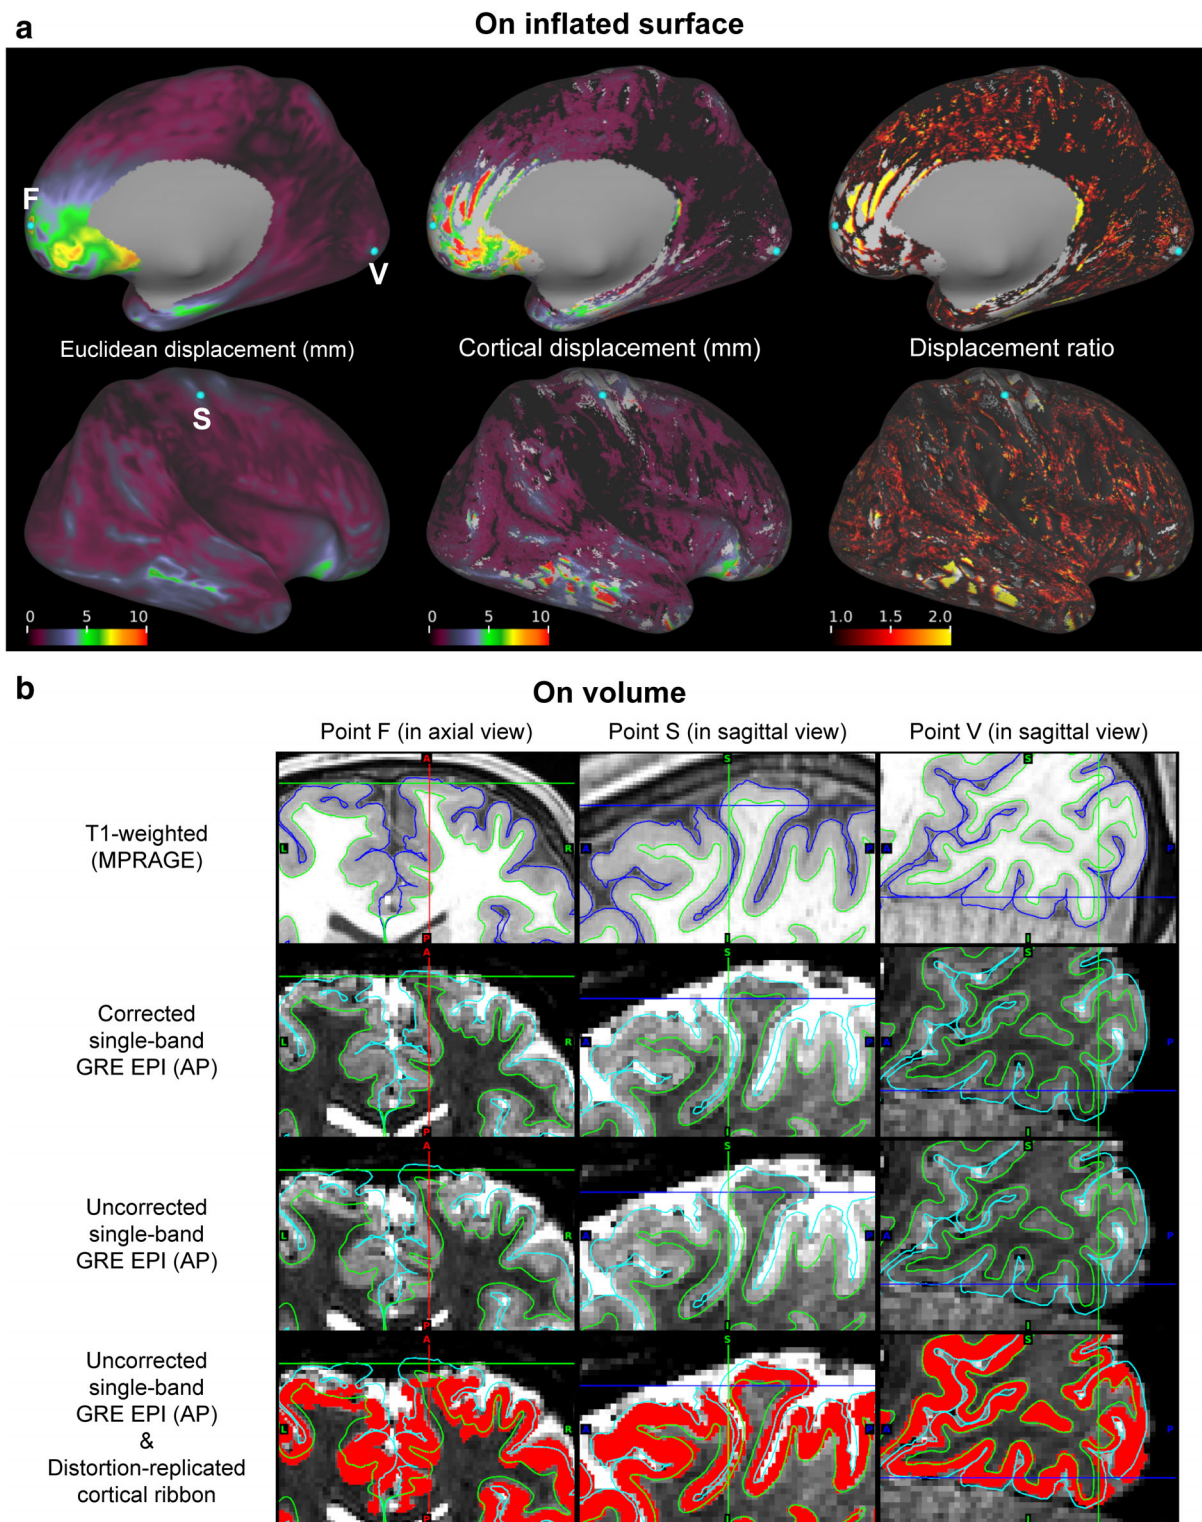 a
On inflated surface
F
V
Euclidean displacement (mm)
Cortical displacement (mm)
Displacement ratio
S
0 5 10
0 5 10
1.0 1.5 2.0
b
On volume
Point F (in axial view)
Point S (in sagittal view)
Point V (in sagittal view)
T1-weighted
(MPRAGE)
A
L
R
P
S
A
P
I
S
A
P
I
Corrected
single-band
GRE EPI (AP)
A
L
R
P
S
A
P
I
S
A
P
I
Uncorrected
single-band
GRE EPI (AP)
A
L
R
P
S
A
P
I
S
A
P
I
Uncorrected
single-band
GRE EPI (AP)
&
Distortion-replicated
cortical ribbon
A
L
R
S
A
P
S
A
P